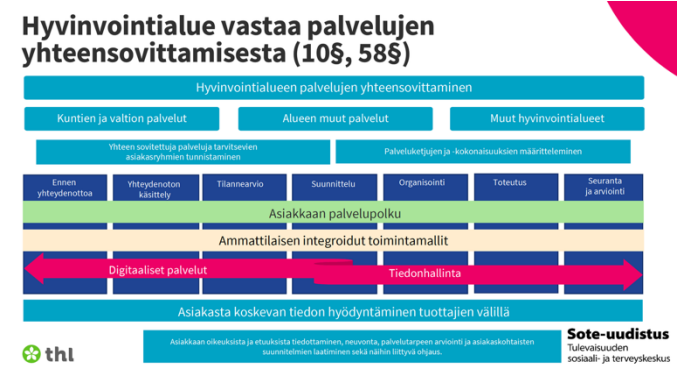 Hyvinvointialue vastaa palvelujen
yhteensovittamisesta (10§, 58§)
Hyvinvointialueen palvelujen yhteensovittaminen
Kuntien ja valtion palvelut
Alueen muut palvelut
Muut hyvinvointialueet
Yhteen sovitettuja palveluja tarvitsevien
asiakasryhmien tunnistaminen
Palveluketjujen ja -kokonaisuuksien määritteleminen
Ennen
yhteydenottoa
Yhteydenoton
käsittely
Tilannearvio
Suunnittelu
Organisointi
Toteutus
Seuranta
ja arviointi
Asiakkaan palvelupolku
Ammattilaisen integroidut toimintamallit
Digitaaliset palvelut
Tiedonhallinta
Asiakasta koskevan tiedon hyödyntäminen tuottajien välillä
Asiakkaan oikeuksista ja etuuksista tiedottaminen, neuvonta, palvelutarpeen arviointi ja asiakaskohtaisten
suunnitelmien laatiminen sekä näihin liittyvä ohjaus.
thl
Sote-uudistus
Tulevaisuuden
sosiaali- ja terveyskeskus